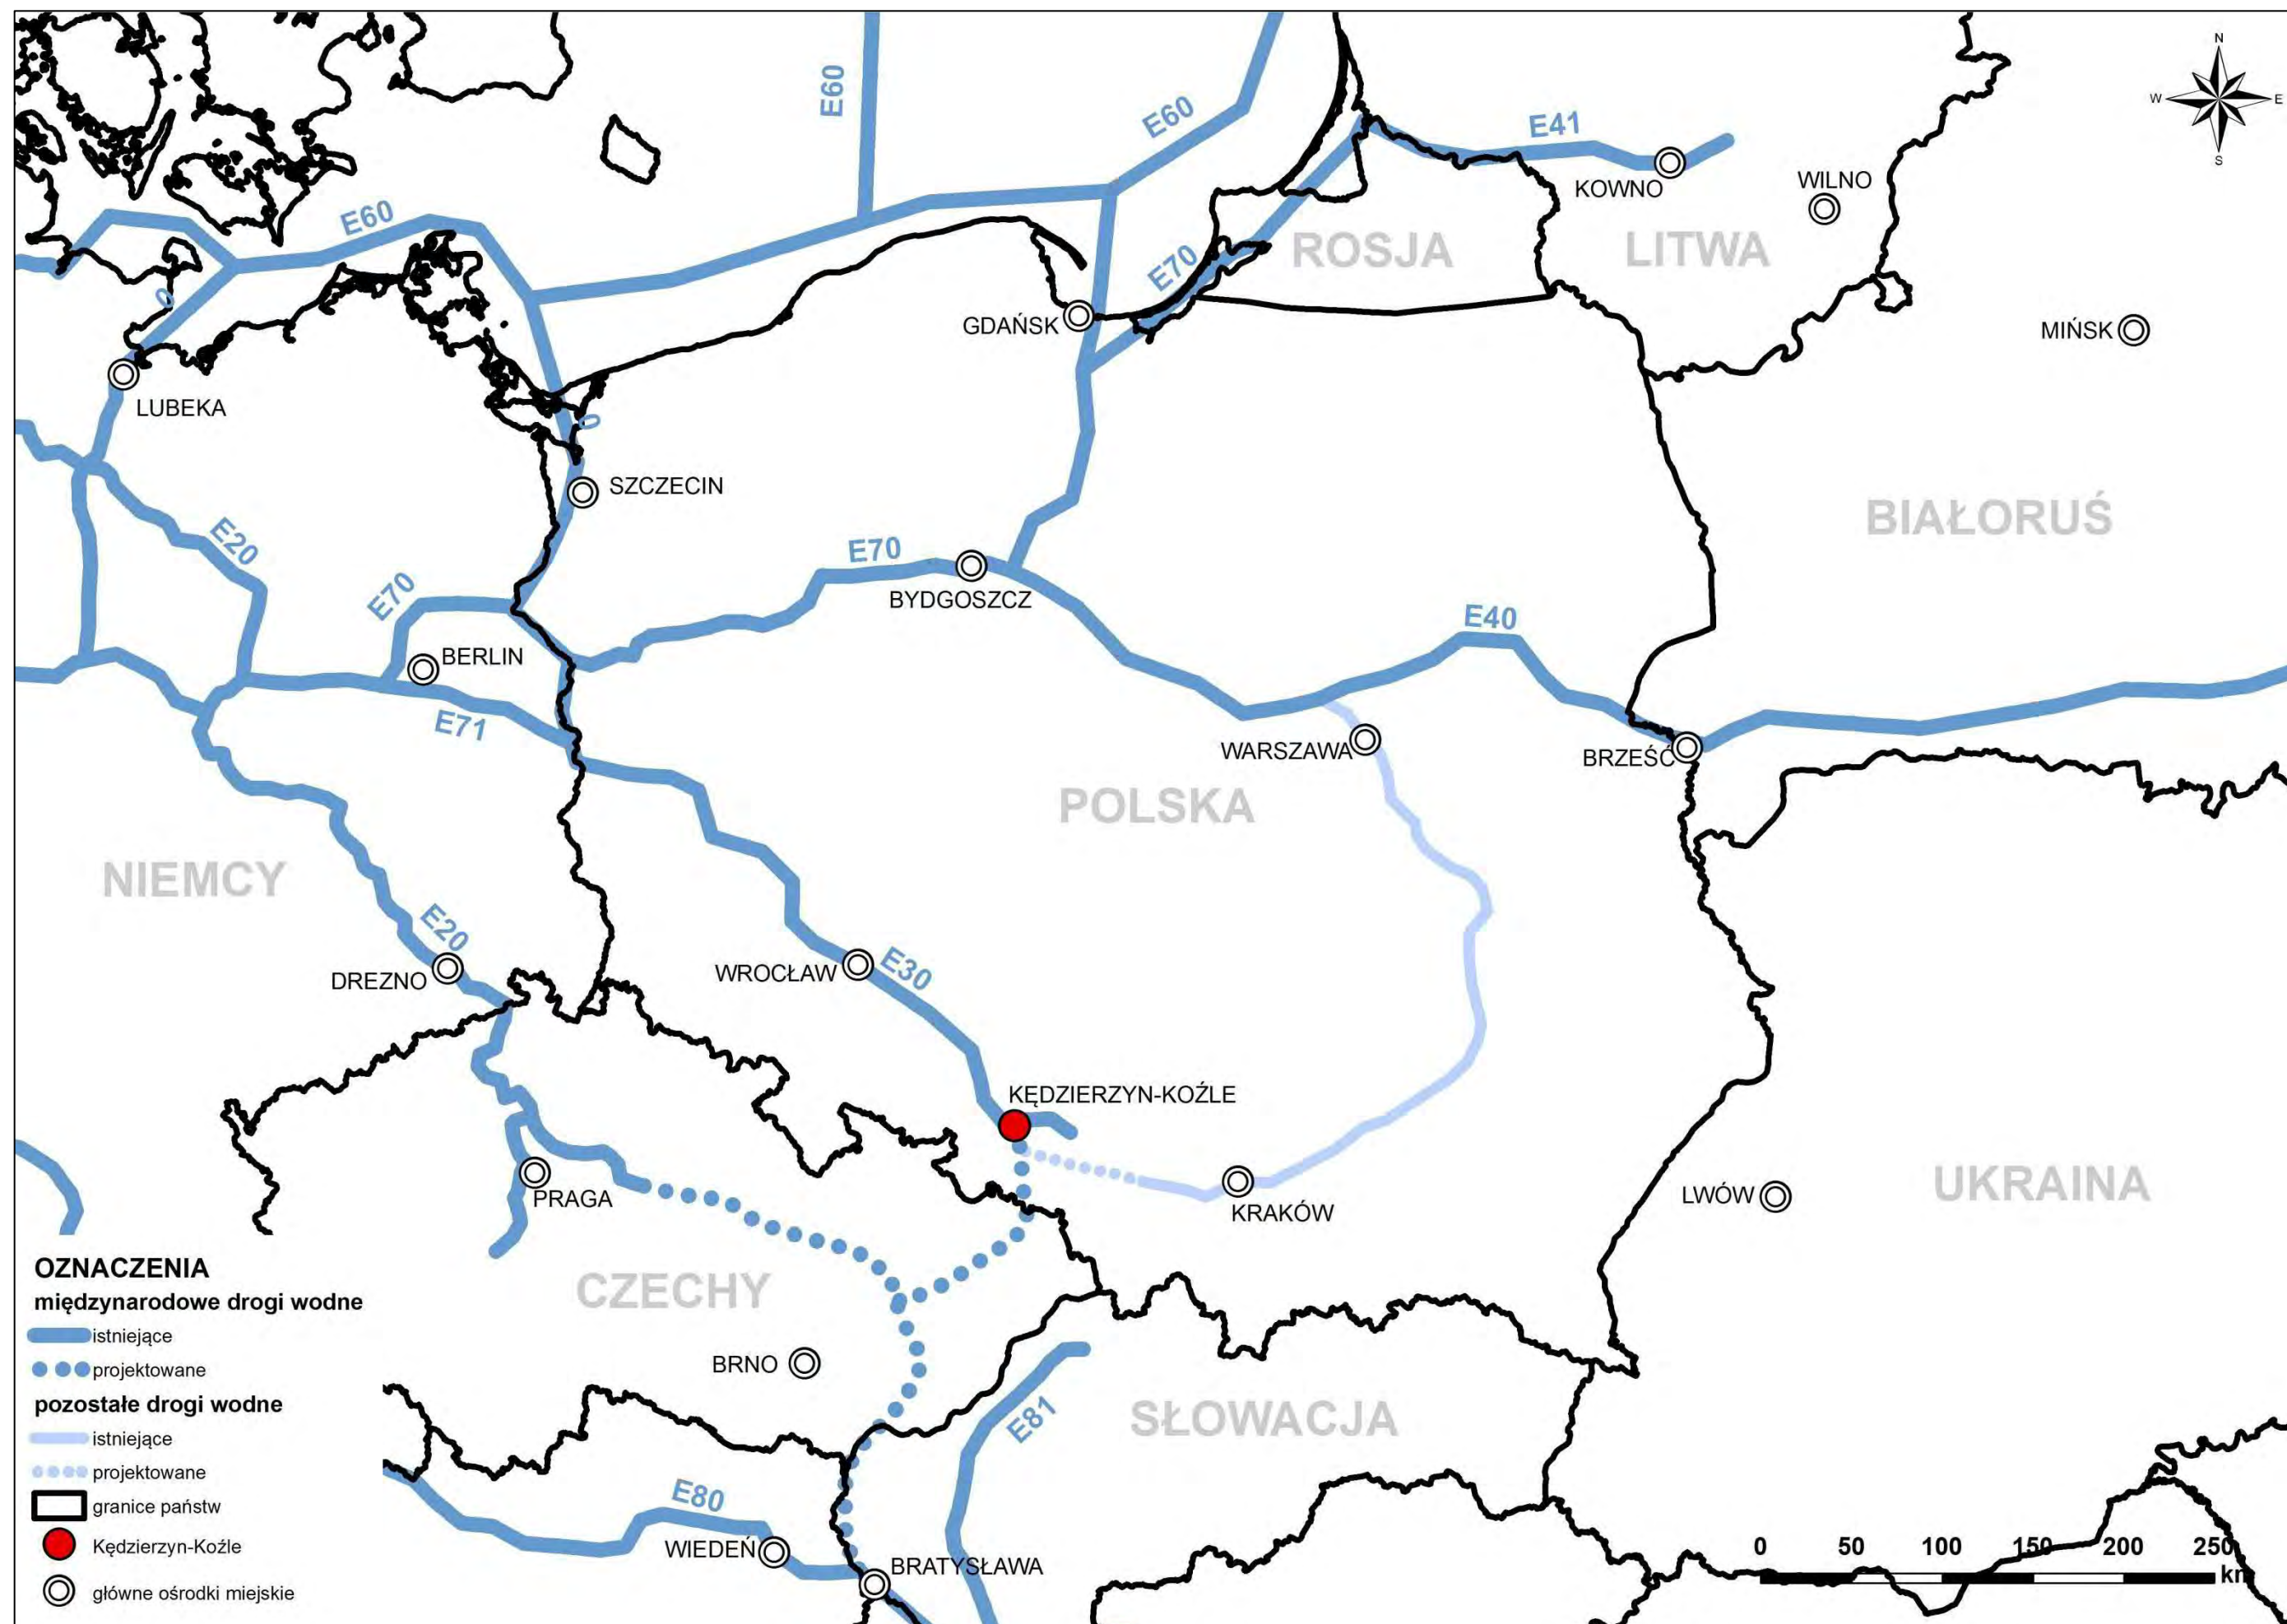 N
W
E
S
E60
E60
E41
KOWNO
WILNO
E60
ROSJA
LITWA
E70
0
GDAŃSK
MIŃSK
LUBEKA
0
SZCZECIN
E20
E70
BIAŁORUŚ
E70
BYDGOSZCZ
E40
BERLIN
E71
WARSZAWA
BRZEŚĆ
POLSKA
NIEMCY
E20
DREZNO
WROCŁAW
E30
KĘDZIERZYN-KOŹLE
PRAGA
KRAKÓW
LWÓW
UKRAINA
CZECHY
BRNO
E81
SŁOWACJA
E80
WIEDEŃ
BRATYSŁAWA
OZNACZENIA
międzynarodowe drogi wodne
istniejące
projektowane
pozostałe drogi wodne
istniejące
projektowane
granice państw
Kędzierzyn-Koźle
główne ośrodki miejskie
0 50 100 150 200 250
km